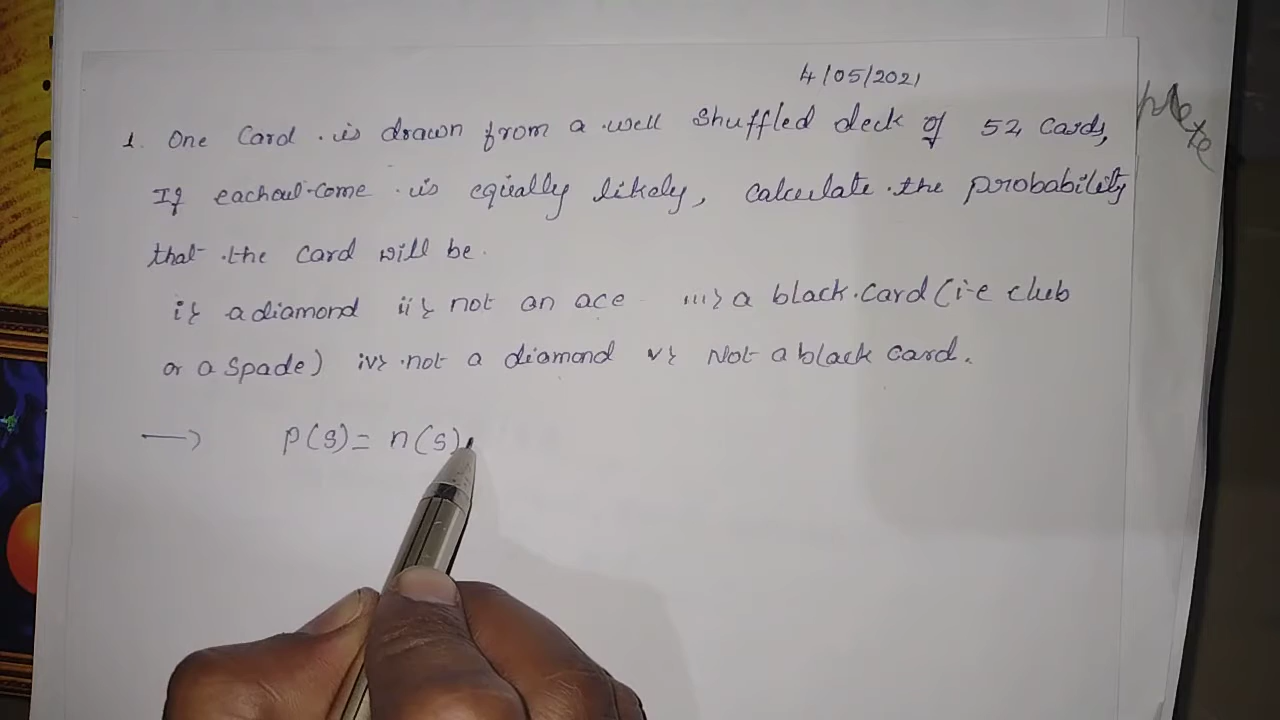 4/05/2021
1. One Card is drawn from a well Shuffled deck of 52 Cards,
If eachout-come is equally likely, calculate the probability
that the card will be.
i} a diamond ii} not an ace iii} a black card (i-e club
or a Spade) iv} not a diamond v} Not a black card.
→ P(S) = n(S)